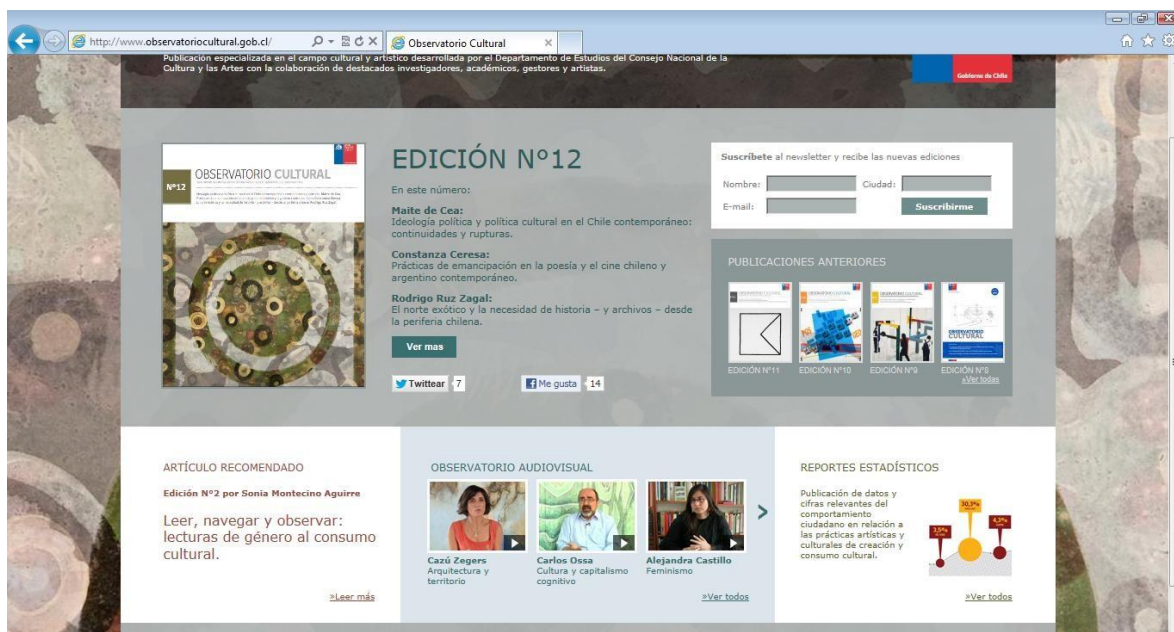 http://www.observatoriocultural.gob.cl/
Observatorio Cultural
Publicación especializada en el campo cultural y artístico desarrollada por el Departamento de Estudios del Consejo Nacional de la
Cultura y las Artes con la colaboración de destacados investigadores, académicos, gestores y artistas.
Gobierno de Chile
Nº12
OBSERVATORIO CULTURAL
EDICIÓN Nº12
En este número:
Maite de Cea:
Ideología política y política cultural en el Chile contemporáneo:
continuidades y rupturas.
Constanza Ceresa:
Prácticas de emancipación en la poesía y el cine chileno y
argentino contemporáneo.
Rodrigo Ruz Zagal:
El norte exótico y la necesidad de historia – y archivos – desde
la periferia chilena.
Ver mas
Twittear 7
Me gusta 14
Suscríbete al newsletter y recibe las nuevas ediciones
Nombre: Ciudad:
E-mail: Suscribirme
PUBLICACIONES ANTERIORES
OBSERVATORIO
CULTURAL
EDICIÓN Nº11 EDICIÓN Nº10 EDICIÓN Nº9 EDICIÓN Nº8
»Ver todas
ARTÍCULO RECOMENDADO
Edición Nº2 por Sonia Montecino Aguirre
Leer, navegar y observar:
lecturas de género al consumo
cultural.
»Leer más
OBSERVATORIO AUDIOVISUAL
Cazú Zegers
Arquitectura y
territorio
Carlos Ossa
Cultura y capitalismo
cognitivo
Alejandra Castillo
Feminismo
»Ver todos
REPORTES ESTADÍSTICOS
Publicación de datos y
cifras relevantes del
comportamiento
ciudadano en relación a
las prácticas artísticas y
culturales de creación y
consumo cultural.
3,5%
30,3%
4,3%
»Ver todos